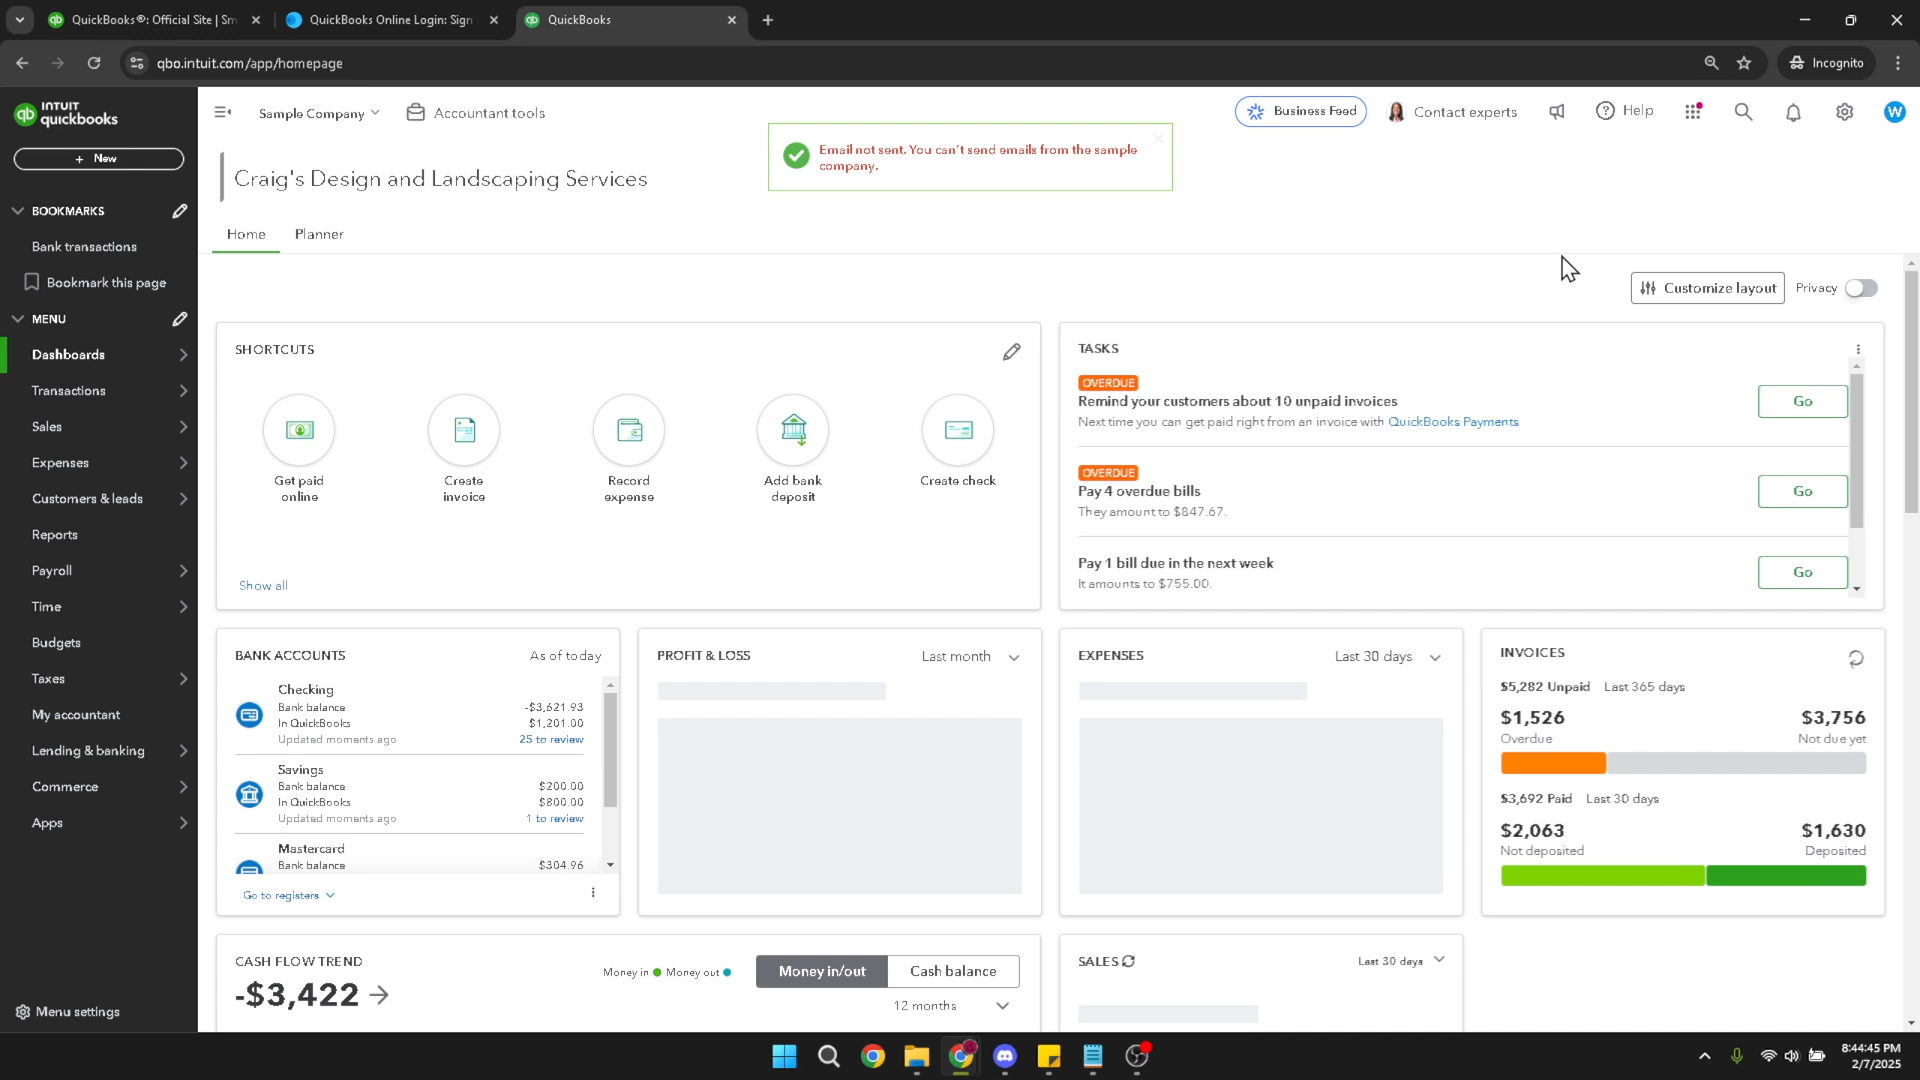 QuickBooks®: Official Site | Sm
QuickBooks Online Login: Sign
QuickBooks
qbo.intuit.com/app/homepage
Incognito
INTUIT
quickbooks
qb
Sample Company
Accountant tools
Business Feed
Contact experts
Help
W
+ New
Email not sent. You can't send emails from the sample
company.
Craig's Design and Landscaping Services
BOOKMARKS
Bank transactions
Bookmark this page
MENU
Dashboards
Transactions
Sales
Expenses
Customers & leads
Reports
Payroll
Time
Budgets
Taxes
My accountant
Lending & banking
Commerce
Apps
Menu settings
Home
Planner
Customize layout
Privacy
SHORTCUTS
Get paid
online
Create
invoice
Record
expense
Add bank
deposit
Create check
Show all
TASKS
OVERDUE
Remind your customers about 10 unpaid invoices
Next time you can get paid right from an invoice with QuickBooks Payments
Go
OVERDUE
Pay 4 overdue bills
They amount to $847.67.
Go
Pay 1 bill due in the next week
It amounts to $755.00.
Go
BANK ACCOUNTS
As of today
Checking
Bank balance -$3,621.93
In QuickBooks $1,201.00
Updated moments ago 25 to review
Savings
Bank balance $200.00
In QuickBooks $800.00
Updated moments ago 1 to review
Mastercard
Bank balance $304.96
Go to registers
PROFIT & LOSS
Last month
EXPENSES
Last 30 days
INVOICES
$5,282 Unpaid Last 365 days
$1,526 $3,756
Overdue Not due yet
$3,692 Paid Last 30 days
$2,063 $1,630
Not deposited Deposited
CASH FLOW TREND
-$3,422
Money in Money out
Money in/out
Cash balance
12 months
SALES
Last 30 days
8:44:45 PM
2/7/2025